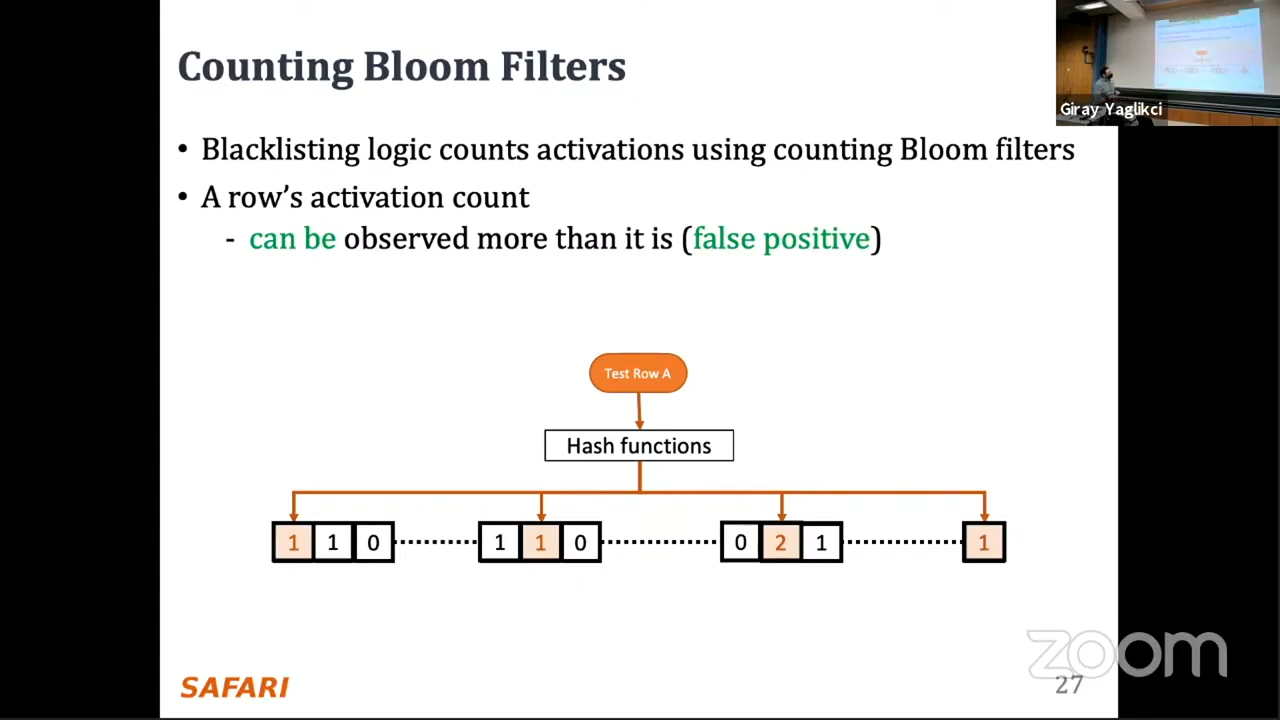 Counting Bloom Filters
Giray Yaglikci
• Blacklisting logic counts activations using counting Bloom filters
• A row’s activation count
- can be observed more than it is (false positive)
Test Row A
Hash functions
1 1 0 1 1 0 0 2 1 1
zoom
SAFARI
27